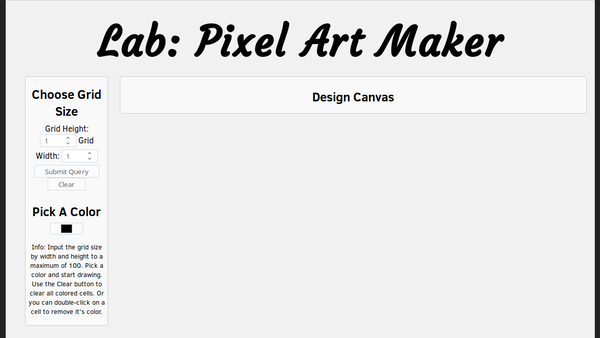 Lab: Pixel Art Maker
Choose Grid
Size
Grid Height:
1 Grid
Width: 1
Submit Query
Clear
Pick A Color
Info: Input the grid size
by width and height to a
maximum of 100. Pick a
color and start drawing.
Use the Clear button to
clear all colored cells. Or
you can double-click on a
cell to remove it's color.
Design Canvas